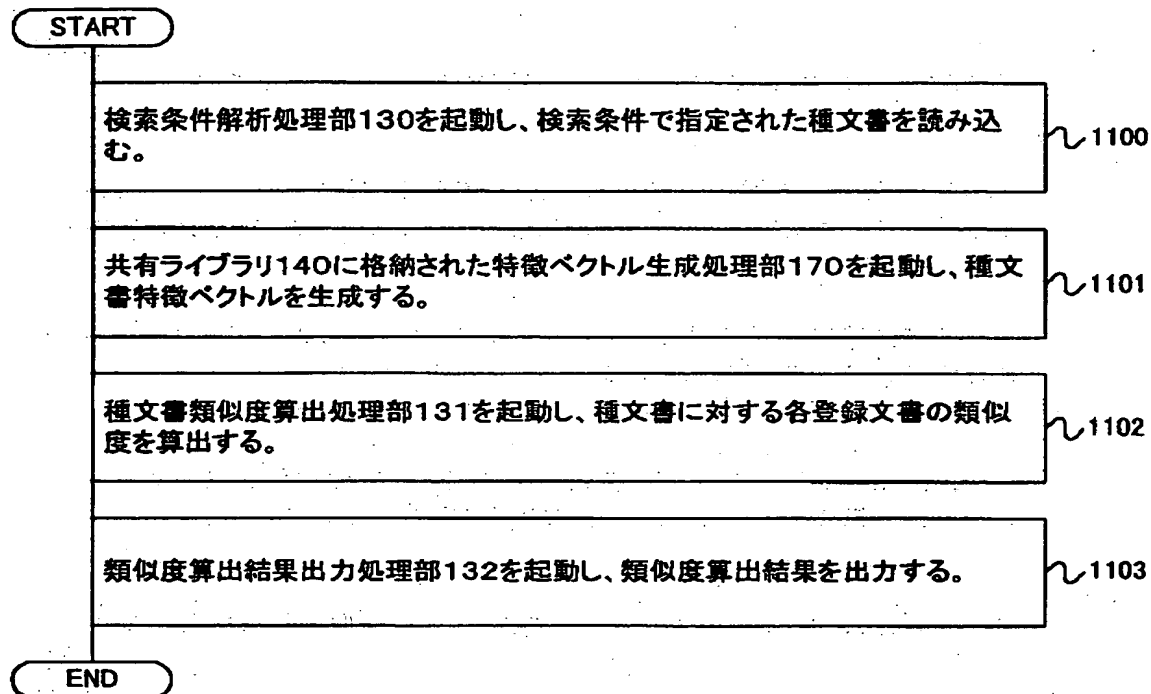 START
検索条件解析処理部130を起動し、検索条件で指定された種文書を読み込
む。
1100
共有ライブラリ140に格納された特徴ベクトル生成処理部170を起動し、種文
書特徴ベクトルを生成する。
1101
種文書類似度算出処理部131を起動し、種文書に対する各登録文書の類似
度を算出する。
1102
類似度算出結果出力処理部132を起動し、類似度算出結果を出力する。
1103
END